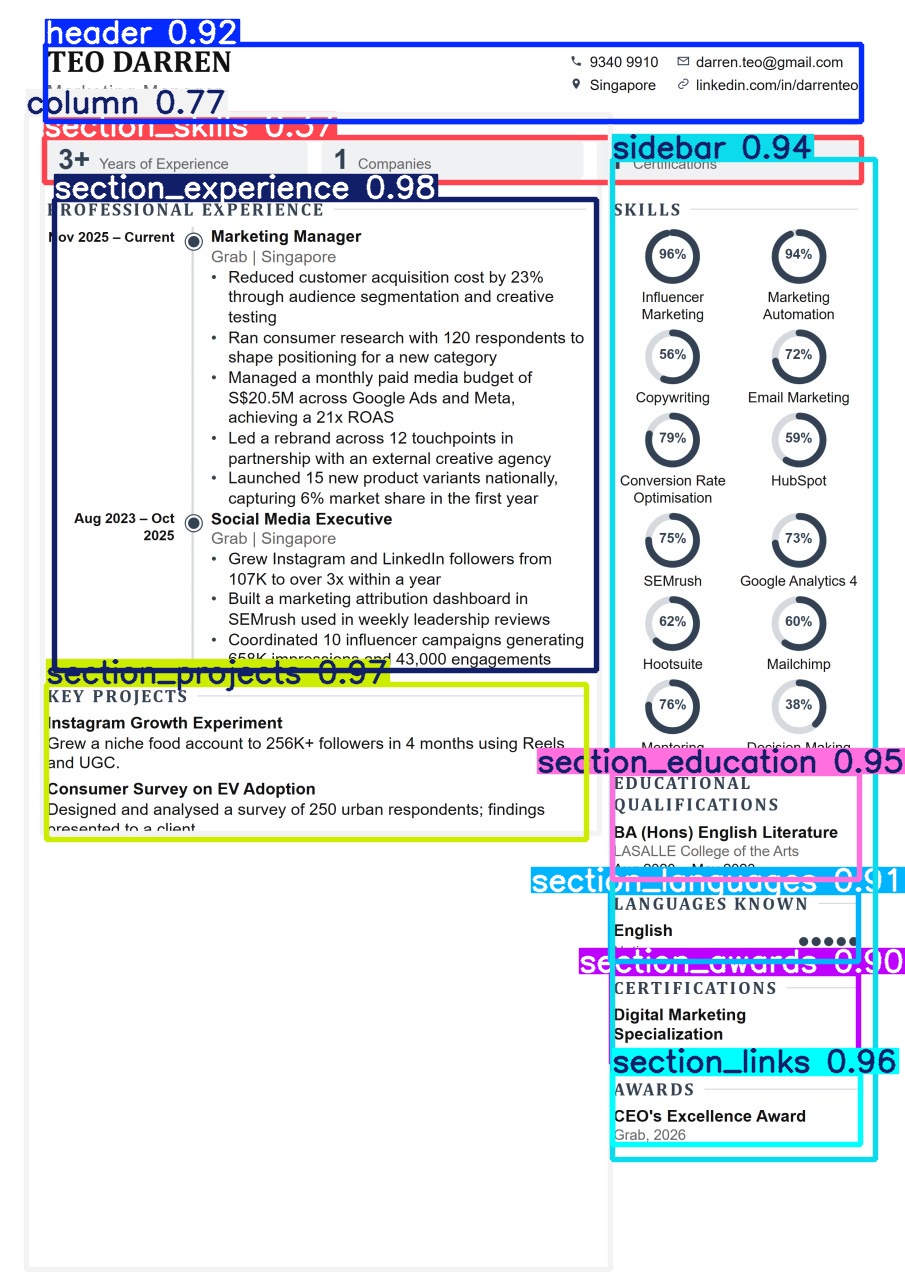 header 0.92
TEO DARREN
9340 9910
darren.teo@gmail.com
Singapore
linkedin.com/in/darrenteo
column 0.77
section_skills 0.37
3+ Years of Experience
1 Companies
Certifications
sidebar 0.94
section_experience 0.98
PROFESSIONAL EXPERIENCE
Nov 2025 – Current
Marketing Manager
Grab | Singapore
• Reduced customer acquisition cost by 23%
through audience segmentation and creative
testing
• Ran consumer research with 120 respondents to
shape positioning for a new category
• Managed a monthly paid media budget of
S$20.5M across Google Ads and Meta,
achieving a 21x ROAS
• Led a rebrand across 12 touchpoints in
partnership with an external creative agency
• Launched 15 new product variants nationally,
capturing 6% market share in the first year
Aug 2023 – Oct
2025
Social Media Executive
Grab | Singapore
• Grew Instagram and LinkedIn followers from
107K to over 3x within a year
• Built a marketing attribution dashboard in
SEMrush used in weekly leadership reviews
• Coordinated 10 influencer campaigns generating
658K impressions and 43,000 engagements
section_projects 0.97
KEY PROJECTS
Instagram Growth Experiment
Grew a niche food account to 256K+ followers in 4 months using Reels
and UGC.
Consumer Survey on EV Adoption
Designed and analysed a survey of 250 urban respondents; findings
presented to a client
SKILLS
96%
94%
Influencer
Marketing
Marketing
Automation
56%
72%
Copywriting
Email Marketing
79%
59%
Conversion Rate
Optimisation
HubSpot
75%
73%
SEMrush
Google Analytics 4
62%
60%
Hootsuite
Mailchimp
76%
38%
Mentoring
Decision Making
section_education 0.95
EDUCATIONAL
QUALIFICATIONS
BA (Hons) English Literature
LASALLE College of the Arts
section_languages 0.91
LANGUAGES KNOWN
English
section_awards 0.90
CERTIFICATIONS
Digital Marketing
Specialization
section_links 0.96
AWARDS
CEO's Excellence Award
Grab, 2026